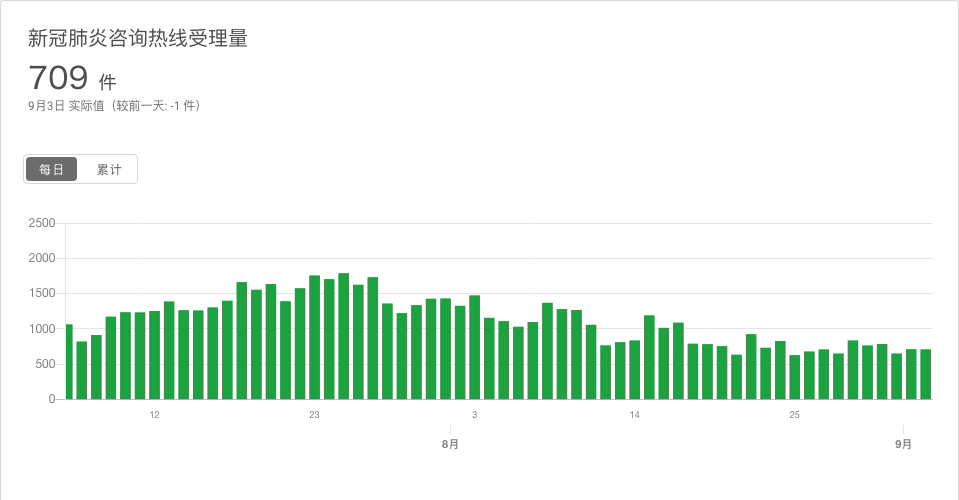 新冠肺炎咨询热线受理量
709 件
9月3日 实际值（较前一天: -1 件）
每日 累计
2500
2000
1500
1000
500
0
12 23 3 14 25
8月 9月